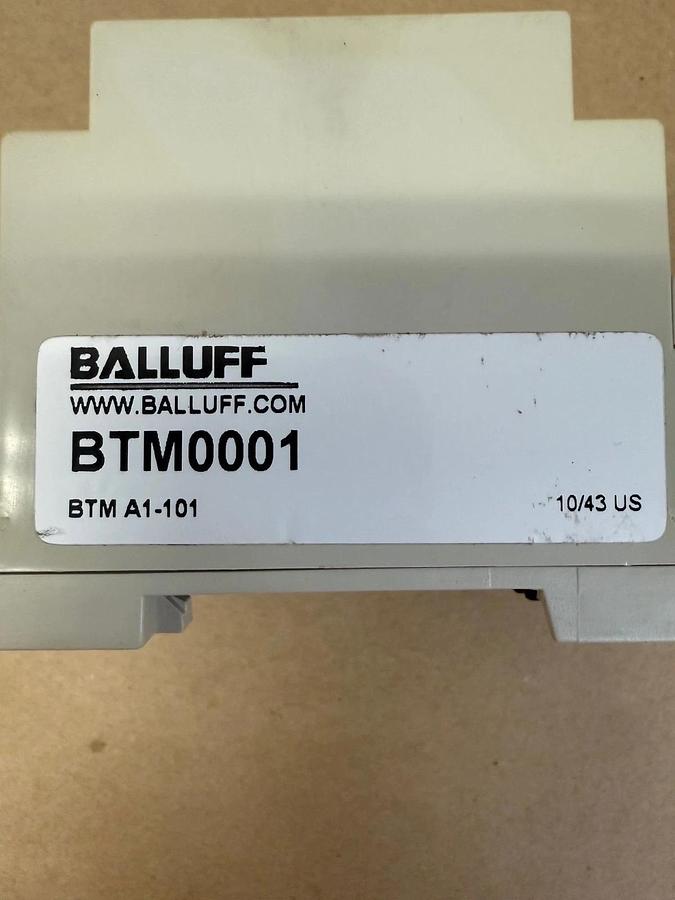 BALLUFF
WWW.BALLUFF.COM
BTM0001
BTM A1-101
10/43 US